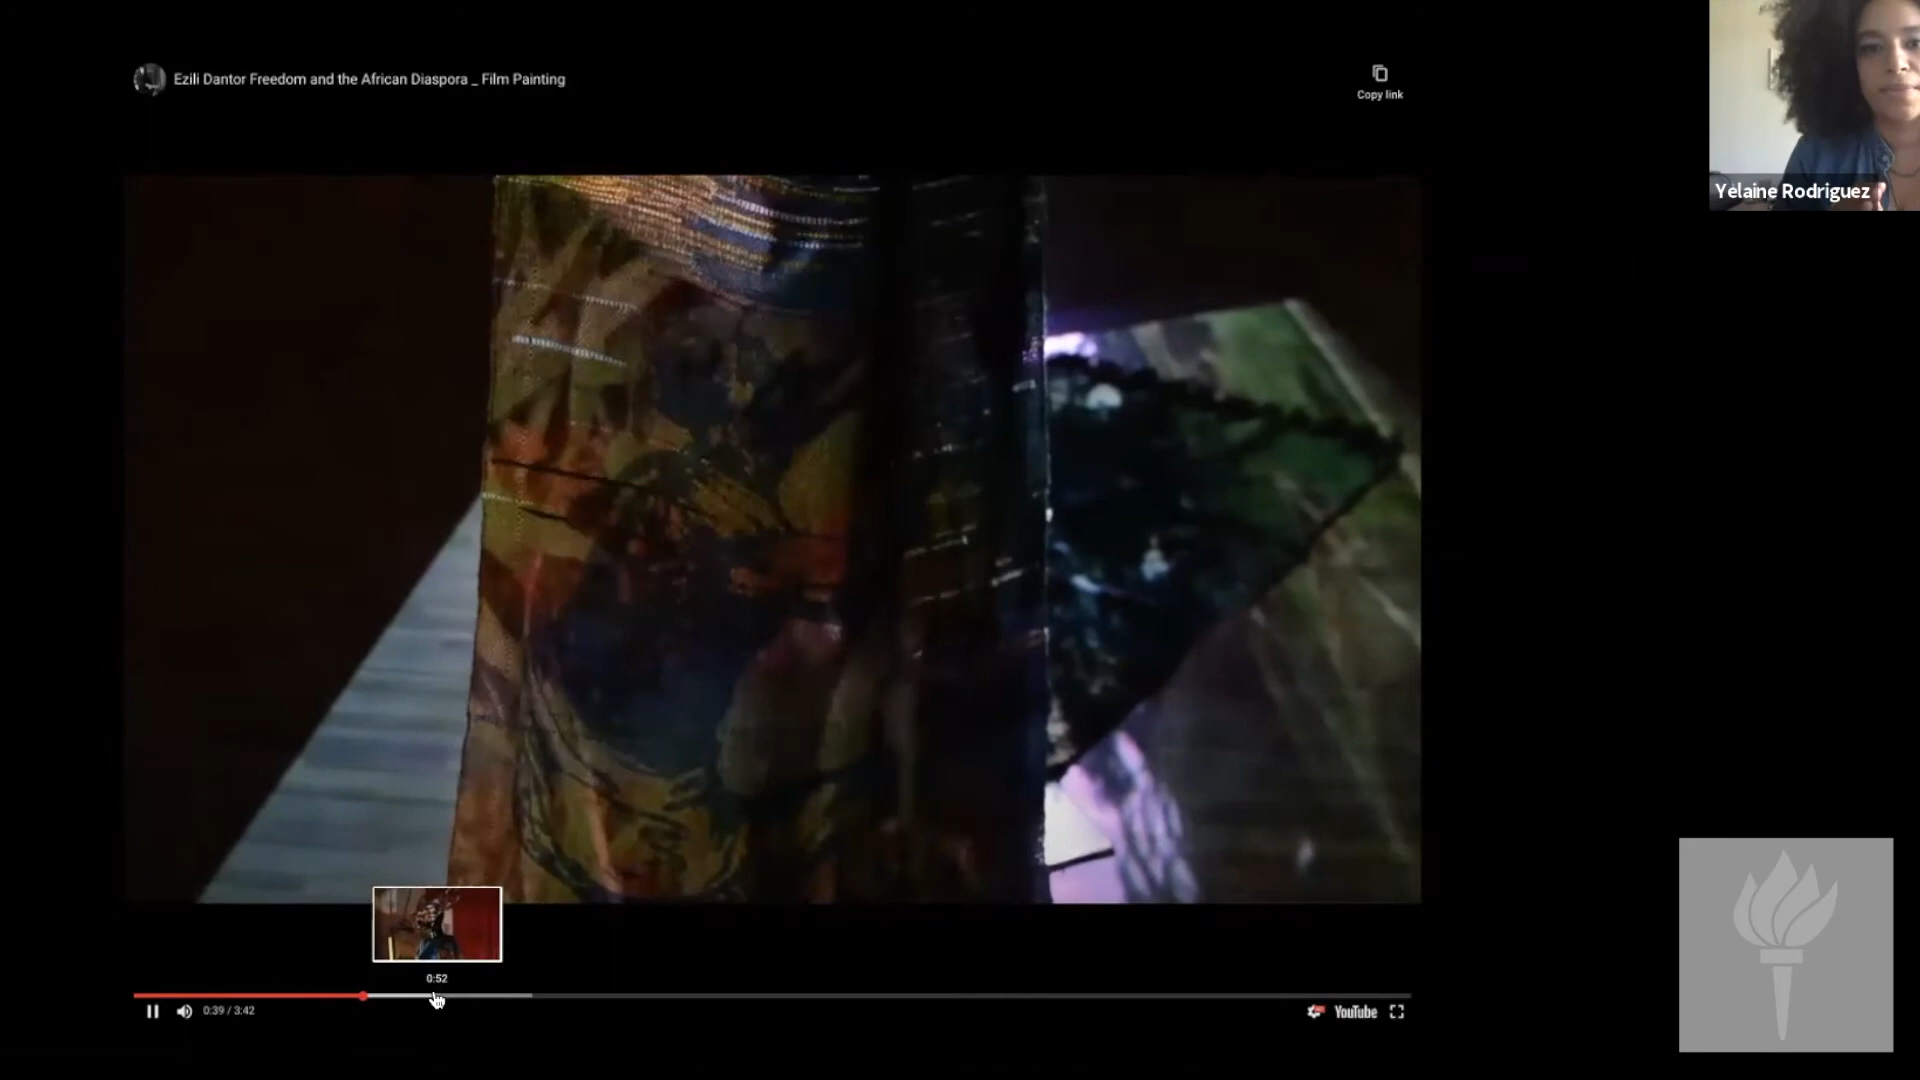 Ezili Dantor Freedom and the African Diaspora _ Film Painting
Copy link
Yelaine Rodriguez
0:52
0:39 / 3:42
YouTube